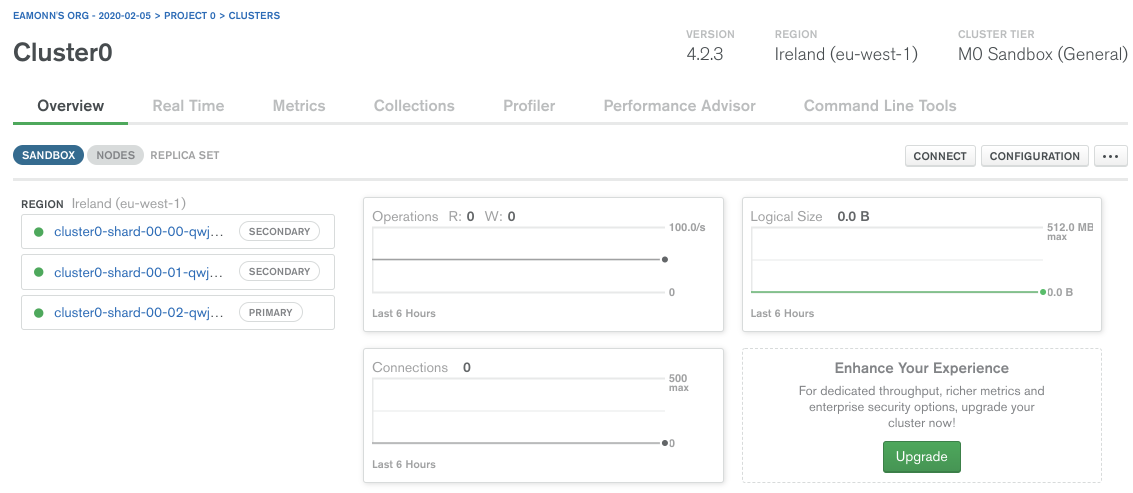 EAMONN'S ORG - 2020-02-05 > PROJECT 0 > CLUSTERS
Cluster0
VERSION
4.2.3
REGION
Ireland (eu-west-1)
CLUSTER TIER
M0 Sandbox (General)
Overview Real Time Metrics Collections Profiler Performance Advisor Command Line Tools
SANDBOX NODES REPLICA SET
CONNECT CONFIGURATION ...
REGION Ireland (eu-west-1)
cluster0-shard-00-00-qwj... SECONDARY
cluster0-shard-00-01-qwj... SECONDARY
cluster0-shard-00-02-qwj... PRIMARY
Operations R: 0 W: 0
100.0/s
0
Last 6 Hours
Logical Size 0.0 B
512.0 MB
max
0.0 B
Last 6 Hours
Connections 0
500
max
0
Last 6 Hours
Enhance Your Experience
For dedicated throughput, richer metrics and
enterprise security options, upgrade your
cluster now!
Upgrade